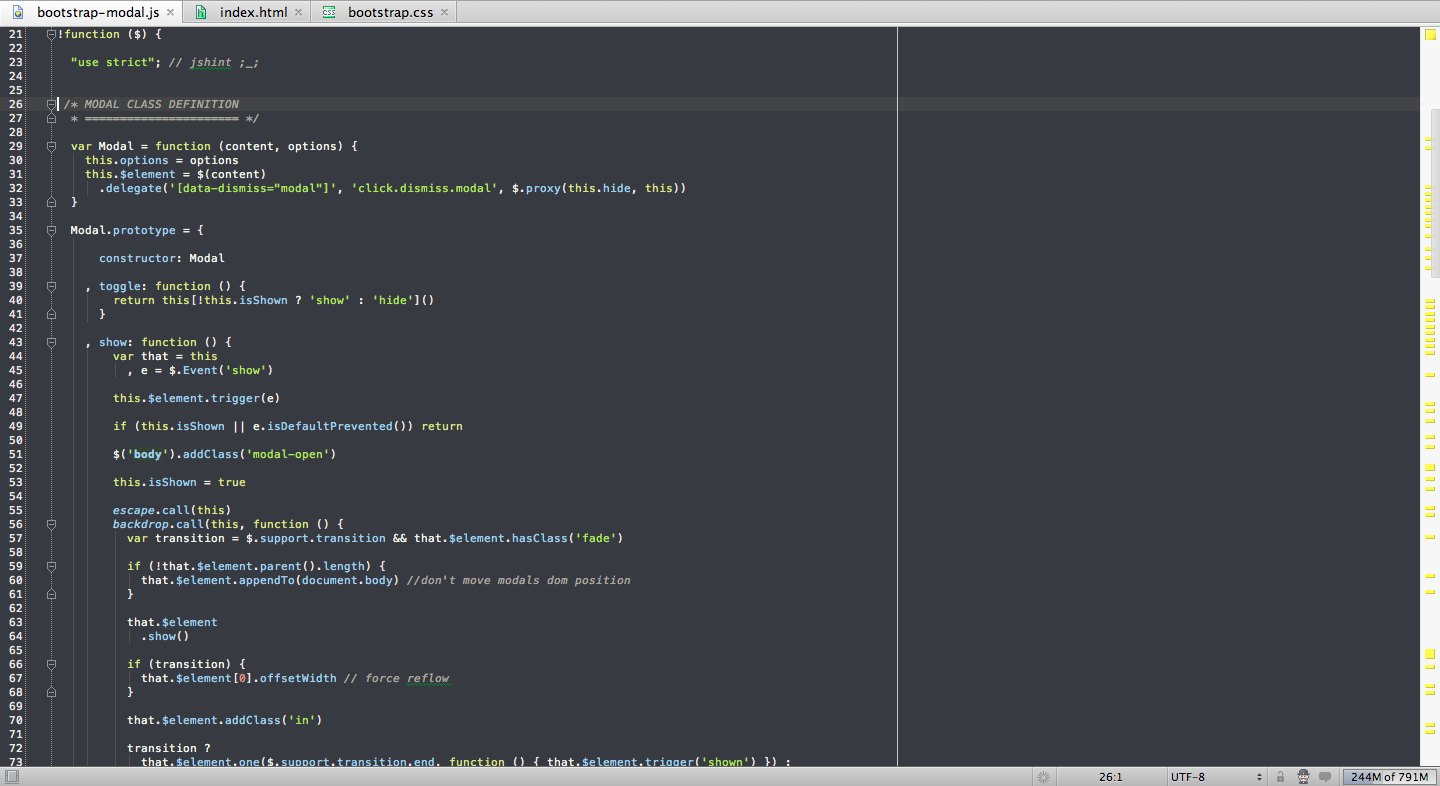 bootstrap-modal.js × index.html × bootstrap.css ×
21 !function ($) {
22
23 "use strict"; // jshint ;_;
24
25
26 /* MODAL CLASS DEFINITION
27 * ====================== */
28
29 var Modal = function (content, options) {
30 this.options = options
31 this.$element = $(content)
32 .delegate('[data-dismiss="modal"]', 'click.dismiss.modal', $.proxy(this.hide, this))
33 }
34
35 Modal.prototype = {
36
37 constructor: Modal
38
39 , toggle: function () {
40 return this[!this.isShown ? 'show' : 'hide']()
41 }
42
43 , show: function () {
44 var that = this
45 , e = $.Event('show')
46
47 this.$element.trigger(e)
48
49 if (this.isShown || e.isDefaultPrevented()) return
50
51 $('body').addClass('modal-open')
52
53 this.isShown = true
54
55 escape.call(this)
56 backdrop.call(this, function () {
57 var transition = $.support.transition && that.$element.hasClass('fade')
58
59 if (!that.$element.parent().length) {
60 that.$element.appendTo(document.body) //don't move modals dom position
61 }
62
63 that.$element
64 .show()
65
66 if (transition) {
67 that.$element[0].offsetWidth // force reflow
68 }
69
70 that.$element.addClass('in')
71
72 transition ?
73 that.$element.one($.support.transition.end, function () { that.$element.trigger('shown') }) :
26:1 UTF-8 244M of 791M